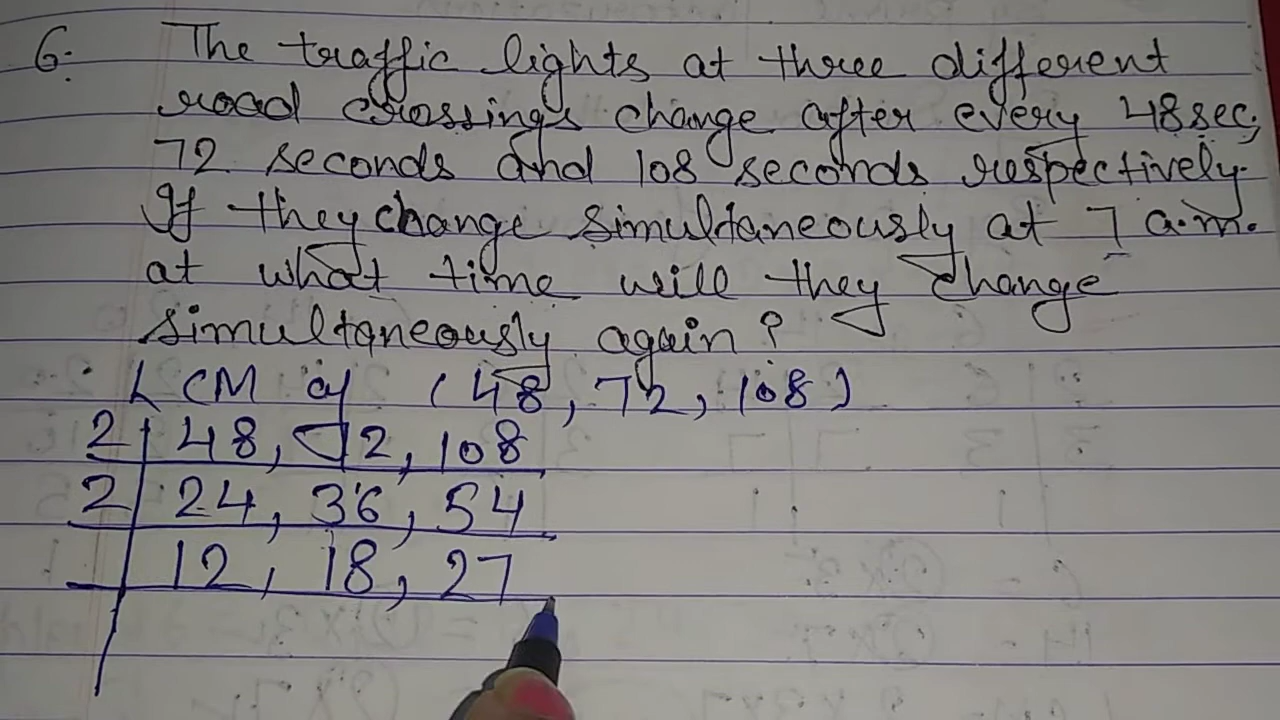 6. The traffic lights at three different
road crossings change after every 48sec,
72 seconds and 108 seconds respectively.
If they change simultaneously at 7 a.m.
at what time will they change
simultaneously again?
LCM of (48, 72, 108)
2 | 48, 72, 108
2 | 24, 36, 54
12, 18, 27